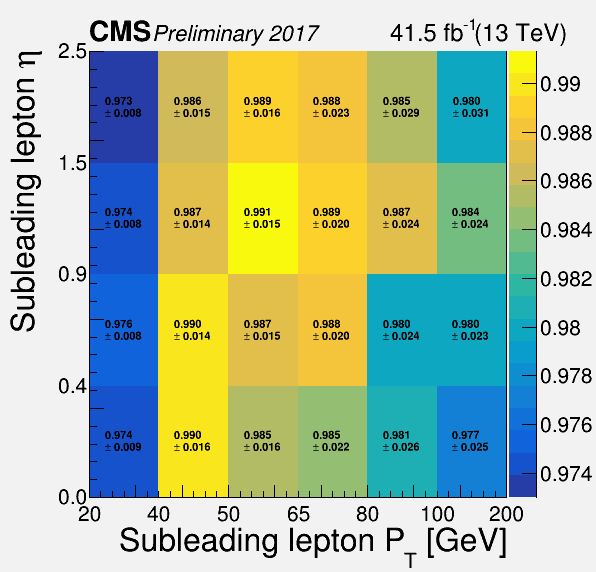 CMS Preliminary 2017 41.5 fb⁻¹(13 TeV)
Subleading lepton η
2.5
1.5
0.9
0.4
0.0
0.973 0.986 0.989 0.988 0.985 0.980
± 0.008 ± 0.015 ± 0.016 ± 0.023 ± 0.029 ± 0.031
0.974 0.987 0.991 0.989 0.987 0.984
± 0.008 ± 0.014 ± 0.015 ± 0.020 ± 0.024 ± 0.024
0.976 0.990 0.987 0.988 0.980 0.980
± 0.008 ± 0.014 ± 0.015 ± 0.020 ± 0.024 ± 0.023
0.974 0.990 0.985 0.985 0.981 0.977
± 0.009 ± 0.016 ± 0.016 ± 0.022 ± 0.026 ± 0.025
20 40 50 65 80 100 200
Subleading lepton P_T [GeV]
0.99
0.988
0.986
0.984
0.982
0.98
0.978
0.976
0.974